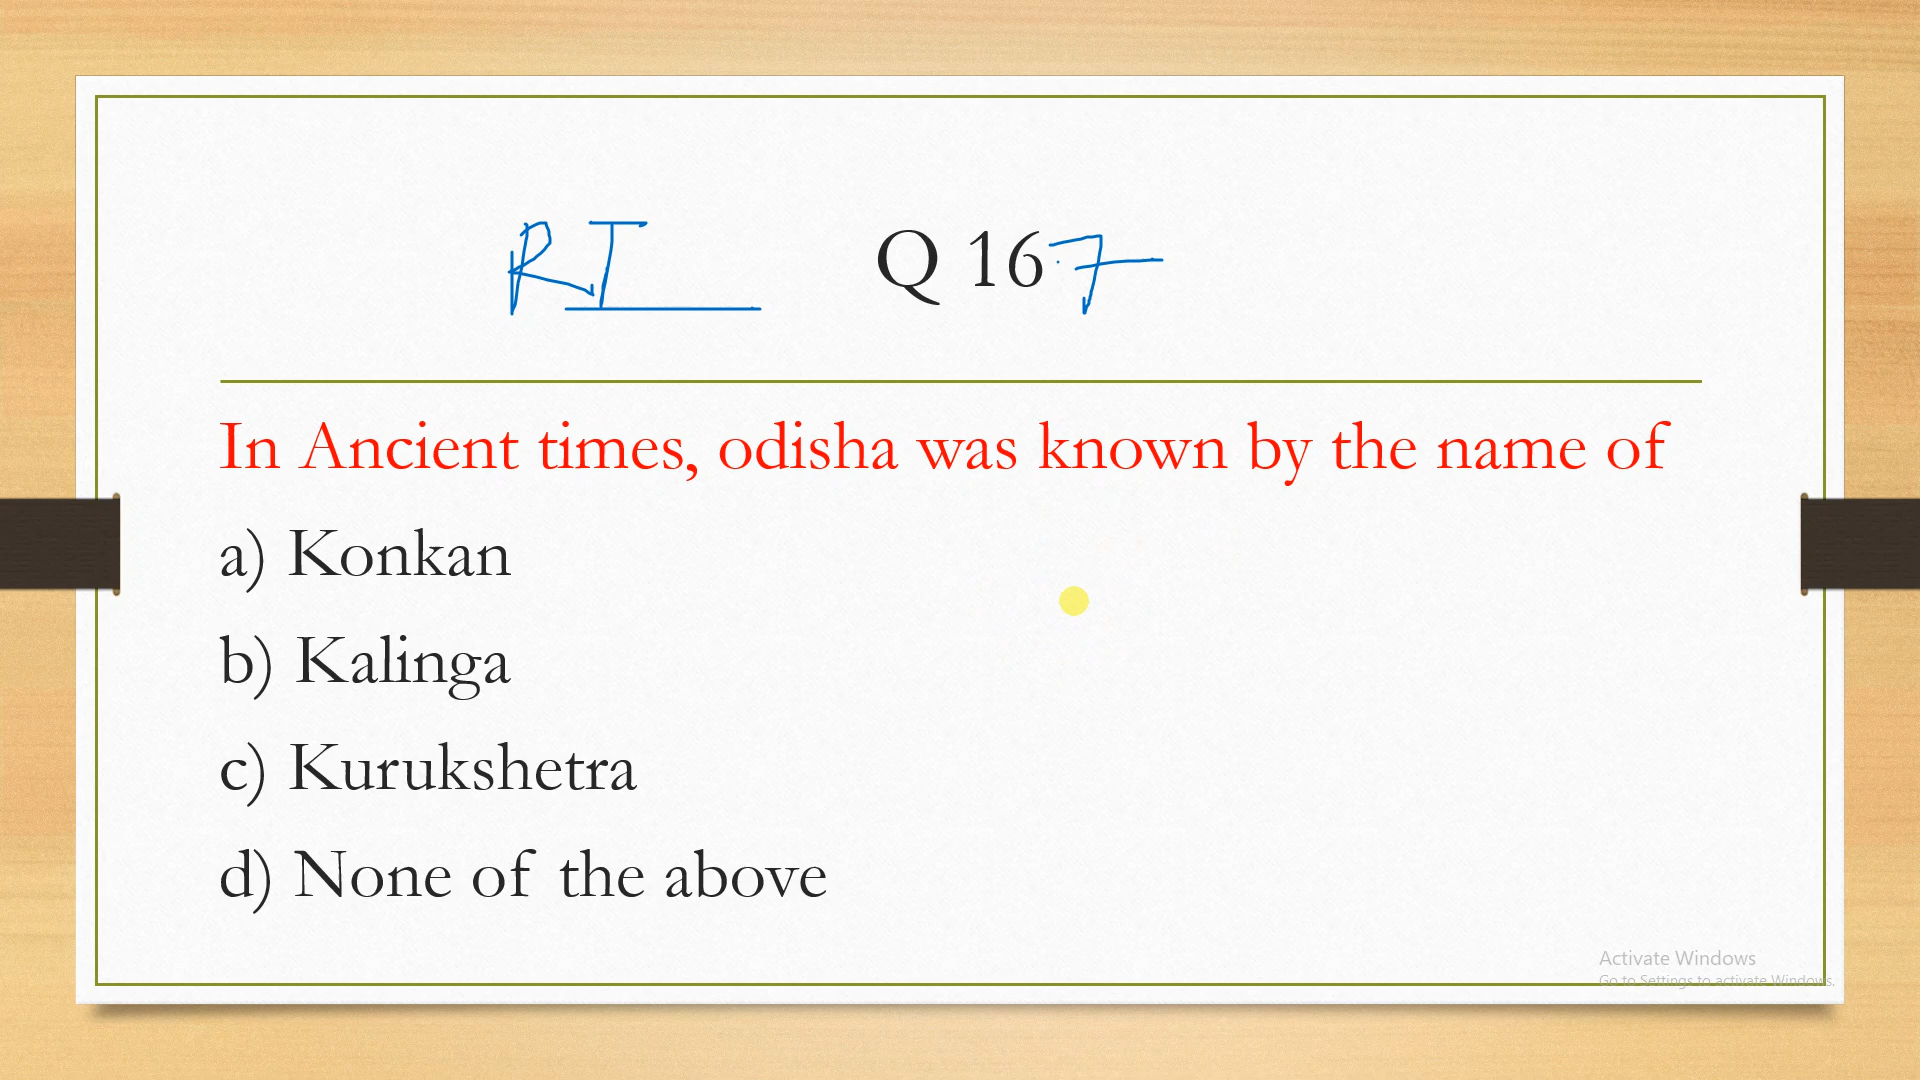 RI Q 167
In Ancient times, odisha was known by the name of
a) Konkan
b) Kalinga
c) Kurukshetra
d) None of the above
Activate Windows
Go to Settings to activate Windows.